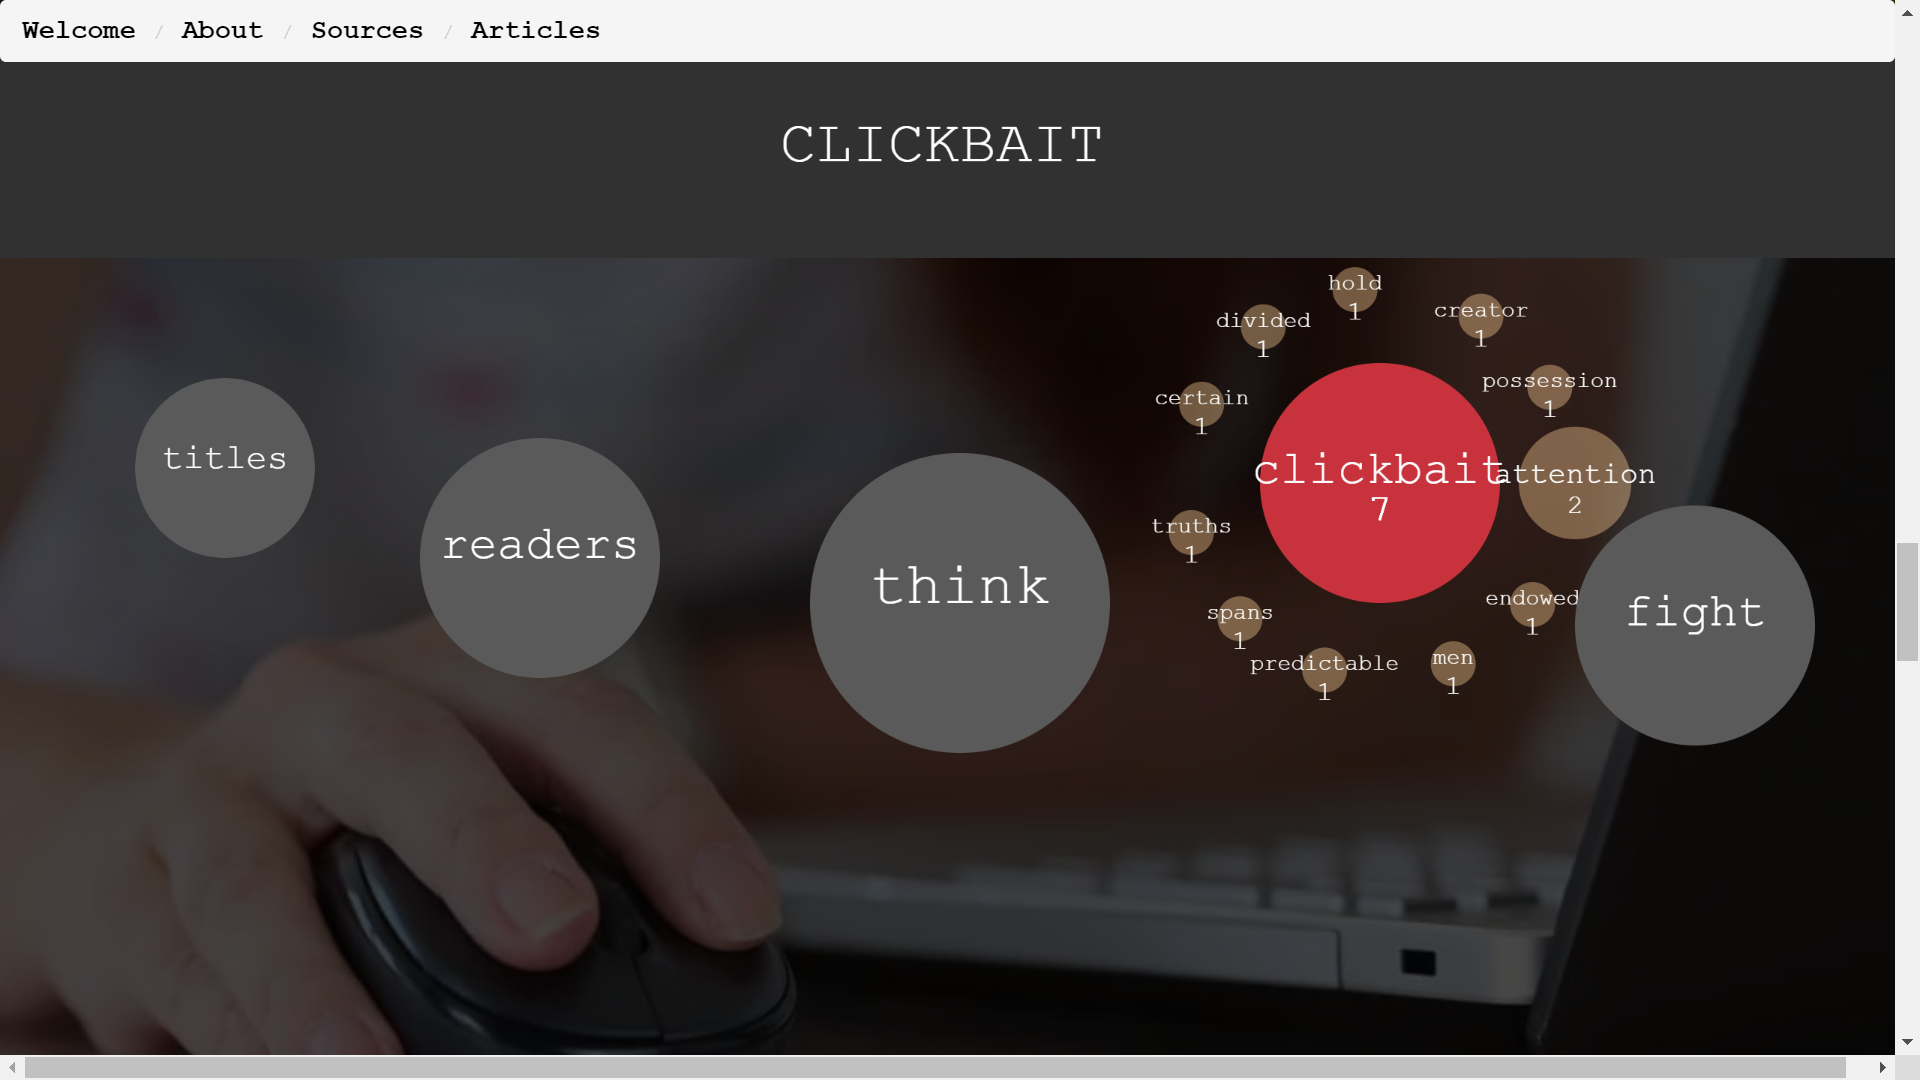 Welcome / About / Sources / Articles
CLICKBAIT
titles
readers
think
clickbait
7
hold
1
creator
1
possession
1
attention
2
endowed
1
men
1
predictable
1
spans
1
truths
1
certain
1
divided
1
fight